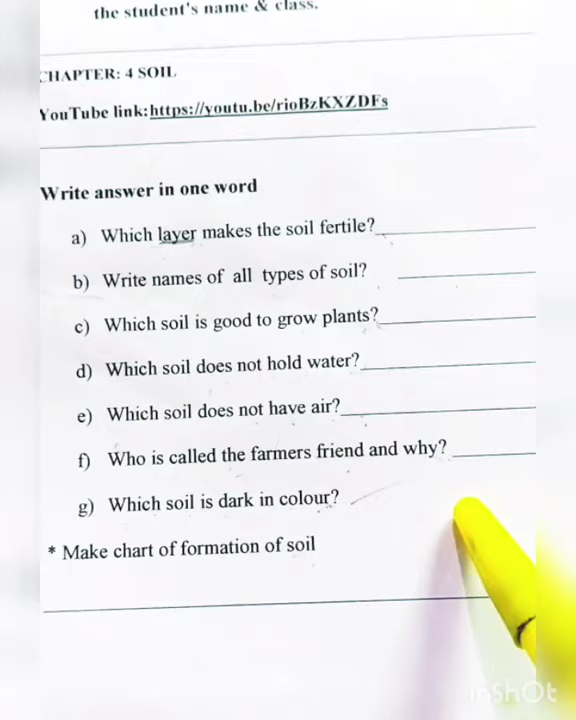 the student's name & class.
CHAPTER: 4 SOIL
YouTube link:https://youtu.be/rioBzKXZDFs
Write answer in one word
a) Which layer makes the soil fertile?
b) Write names of all types of soil?
c) Which soil is good to grow plants?
d) Which soil does not hold water?
e) Which soil does not have air?
f) Who is called the farmers friend and why?
g) Which soil is dark in colour?
* Make chart of formation of soil
InShOt